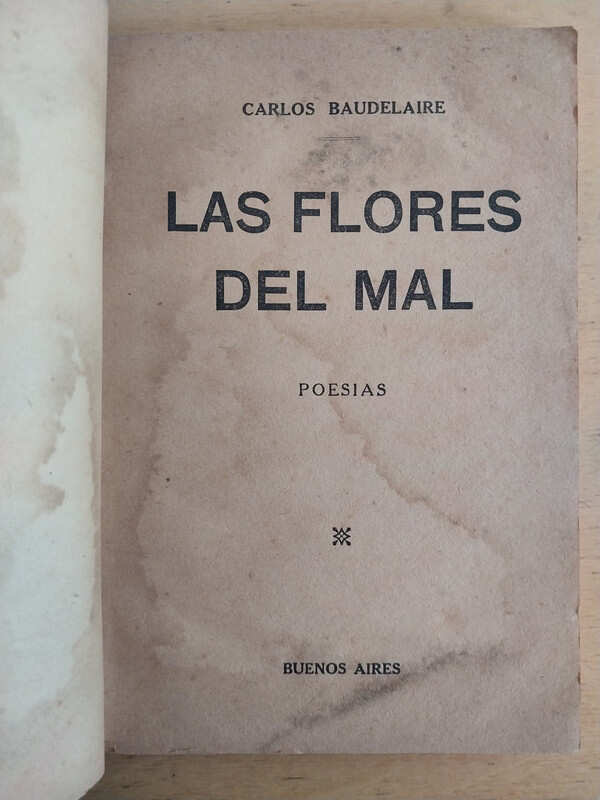 CARLOS BAUDELAIRE
LAS FLORES
DEL MAL
POESIAS
BUENOS AIRES